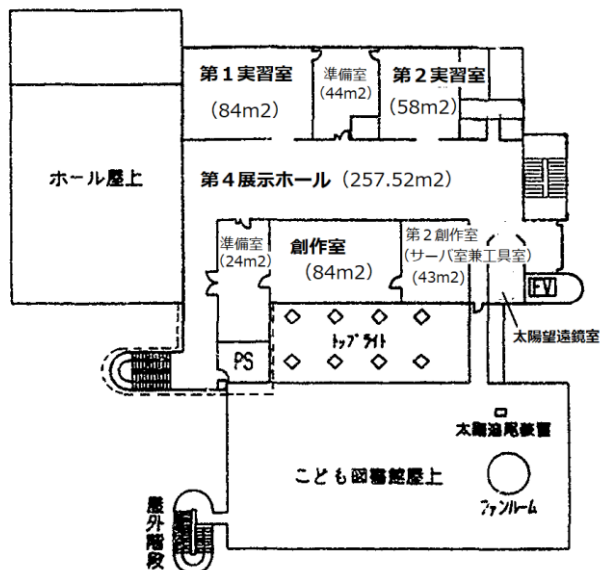 第1実習室
(84m2)
準備室
(44m2)
第2実習室
(58m2)
ホール屋上
第4展示ホール(257.52m2)
準備室
(24m2)
創作室
(84m2)
第2創作室
(サーバ室兼工具室)
(43m2)
EV
太陽望遠鏡室
トップライト
PS
太陽追尾装置
こども図書館屋上
ファンルーム
屋外階段